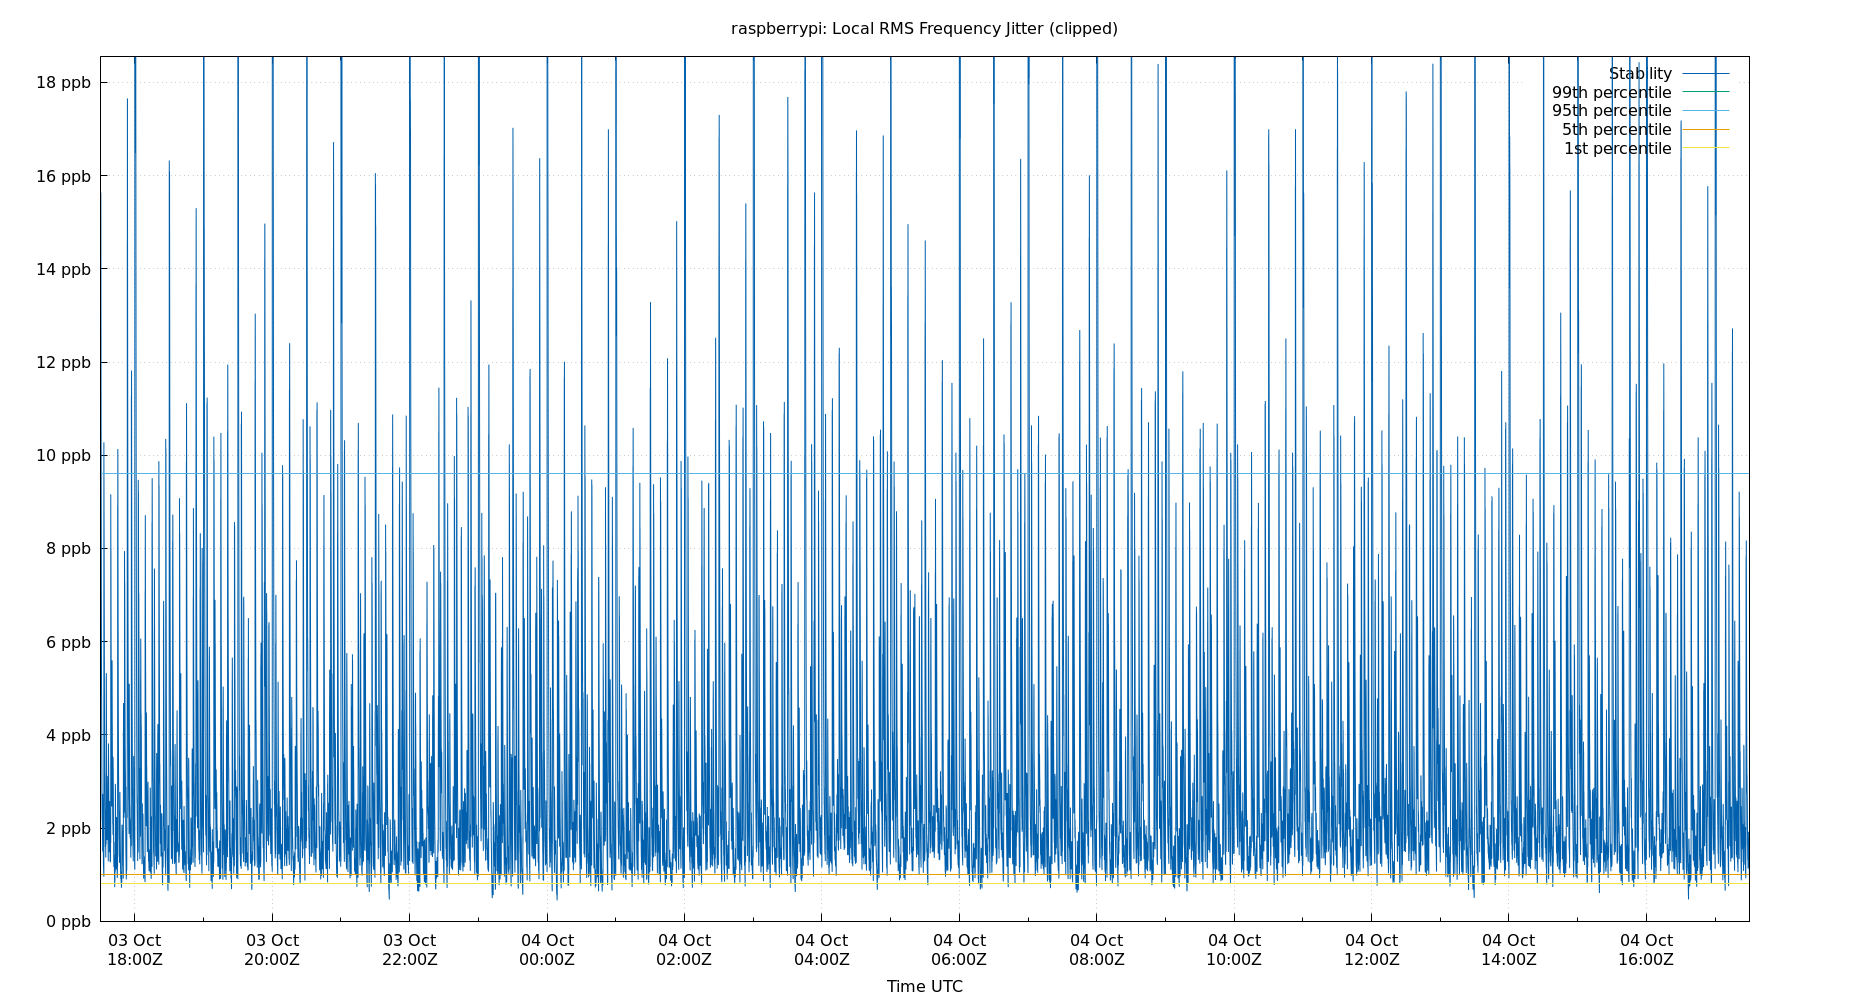 raspberrypi: Local RMS Frequency Jitter (clipped)
18 ppb
16 ppb
14 ppb
12 ppb
10 ppb
8 ppb
6 ppb
4 ppb
2 ppb
0 ppb
Stability
99th percentile
95th percentile
5th percentile
1st percentile
03 Oct 03 Oct 03 Oct 04 Oct 04 Oct 04 Oct 04 Oct 04 Oct 04 Oct 04 Oct 04 Oct 04 Oct
18:00Z 20:00Z 22:00Z 00:00Z 02:00Z 04:00Z 06:00Z 08:00Z 10:00Z 12:00Z 14:00Z 16:00Z
Time UTC